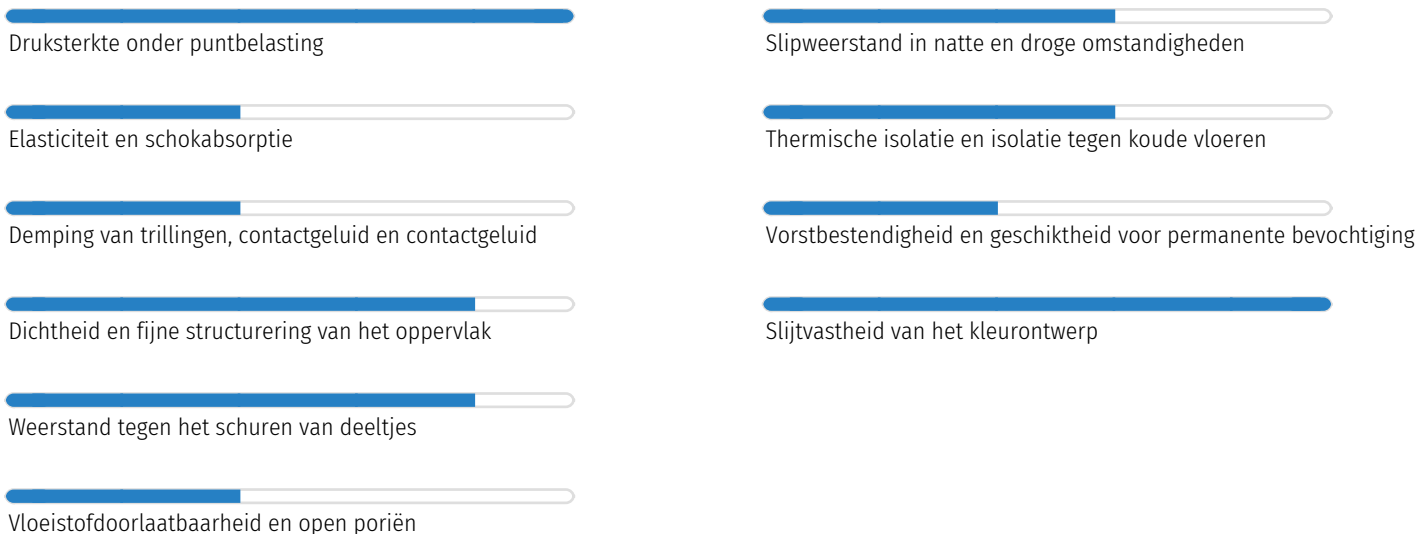 Druksterkte onder puntbelasting
Elasticiteit en schokabsorptie
Demping van trillingen, contactgeluid en contactgeluid
Dichtheid en fijne structurering van het oppervlak
Weerstand tegen het schuren van deeltjes
Vloeistofdoorlaatbaarheid en open poriën
Slipweerstand in natte en droge omstandigheden
Thermische isolatie en isolatie tegen koude vloeren
Vorstbestendigheid en geschiktheid voor permanente bevochtiging
Slijtvastheid van het kleurontwerp